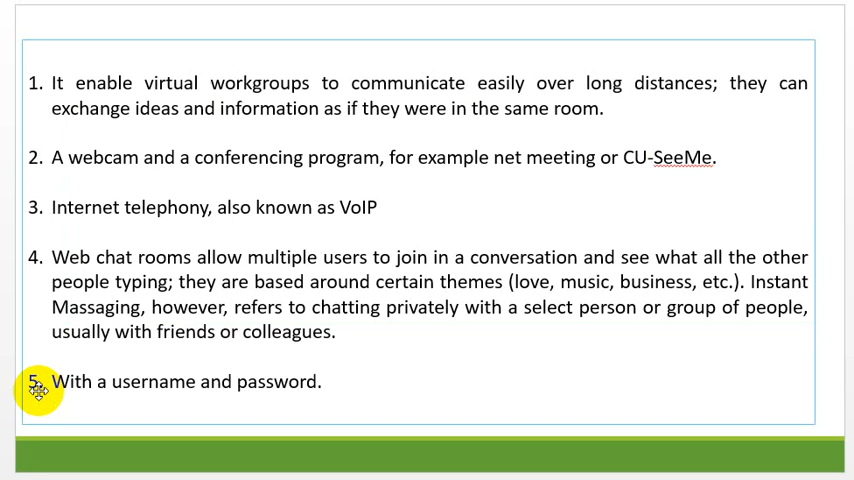 1. It enable virtual workgroups to communicate easily over long distances; they can
exchange ideas and information as if they were in the same room.
2. A webcam and a conferencing program, for example net meeting or CU-SeeMe.
3. Internet telephony, also known as VoIP
4. Web chat rooms allow multiple users to join in a conversation and see what all the other
people typing; they are based around certain themes (love, music, business, etc.). Instant
Massaging, however, refers to chatting privately with a select person or group of people,
usually with friends or colleagues.
5. With a username and password.